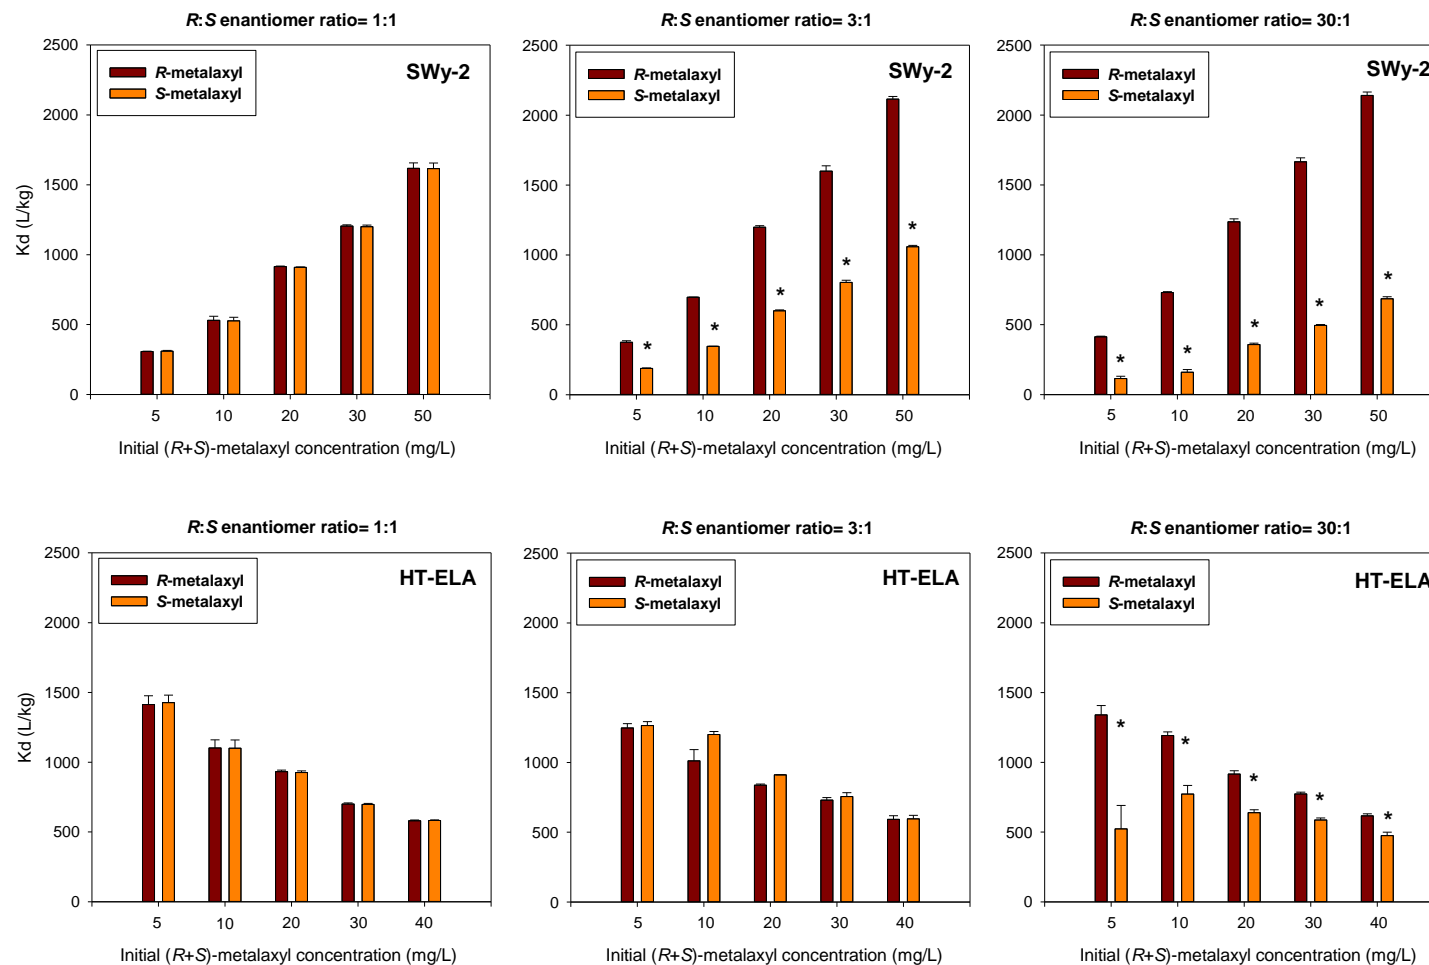 R:S enantiomer ratio= 1:1
2500
2000
1500
1000
500
0
Kd (L/kg)
R-metalaxyl
S-metalaxyl
SWy-2
5 10 20 30 50
Initial (R+S)-metalaxyl concentration (mg/L)
R:S enantiomer ratio= 3:1
2500
2000
1500
1000
500
0
R-metalaxyl
S-metalaxyl
SWy-2
* * * * *
5 10 20 30 50
Initial (R+S)-metalaxyl concentration (mg/L)
R:S enantiomer ratio= 30:1
2500
2000
1500
1000
500
0
R-metalaxyl
S-metalaxyl
SWy-2
* * * * *
5 10 20 30 50
Initial (R+S)-metalaxyl concentration (mg/L)
R:S enantiomer ratio= 1:1
2500
2000
1500
1000
500
0
Kd (L/kg)
R-metalaxyl
S-metalaxyl
HT-ELA
5 10 20 30 40
Initial (R+S)-metalaxyl concentration (mg/L)
R:S enantiomer ratio= 3:1
2500
2000
1500
1000
500
0
R-metalaxyl
S-metalaxyl
HT-ELA
5 10 20 30 40
Initial (R+S)-metalaxyl concentration (mg/L)
R:S enantiomer ratio= 30:1
2500
2000
1500
1000
500
0
R-metalaxyl
S-metalaxyl
HT-ELA
* * * * *
5 10 20 30 40
Initial (R+S)-metalaxyl concentration (mg/L)